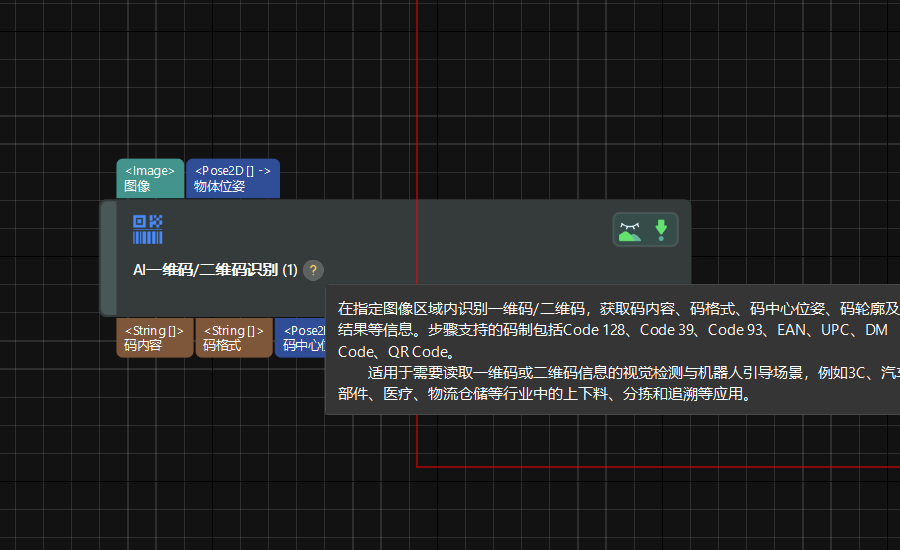 <Image>
图像
<Pose2D [] ->
物体位姿
AI一维码/二维码识别 (1) ?
<String []>
码内容
<String []>
码格式
<Pose2D
码中心位
在指定图像区域内识别一维码/二维码，获取码内容、码格式、码中心位姿、码轮廓及
结果等信息。步骤支持的码制包括Code 128、Code 39、Code 93、EAN、UPC、DM
Code、QR Code。
适用于需要读取一维码或二维码信息的视觉检测与机器人引导场景，例如3C、汽车
部件、医疗、物流仓储等行业中的上下料、分拣和追溯等应用。